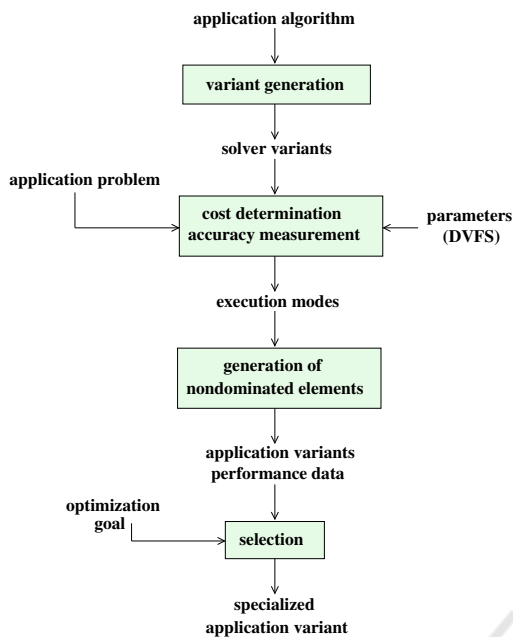 application algorithm
variant generation
solver variants
application problem
cost determination
accuracy measurement
parameters
(DVFS)
execution modes
generation of
nondominated elements
application variants
performance data
optimization
goal
selection
specialized
application variant